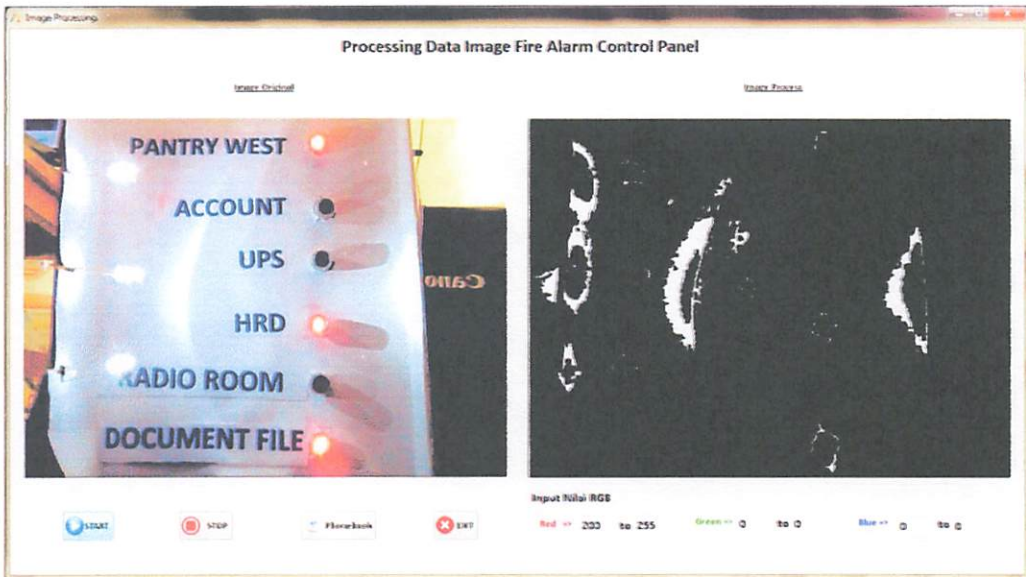 Image Processing
Processing Data Image Fire Alarm Control Panel
Image Original
Image Process
PANTRY WEST
ACCOUNT
UPS
Cano
HRD
RADIO ROOM
DOCUMENT FILE
Input Nilai RGB
START
STOP
Phonebook
EXIT
Red => 200 to 255
Green => 0 to 0
Blue => 0 to 0